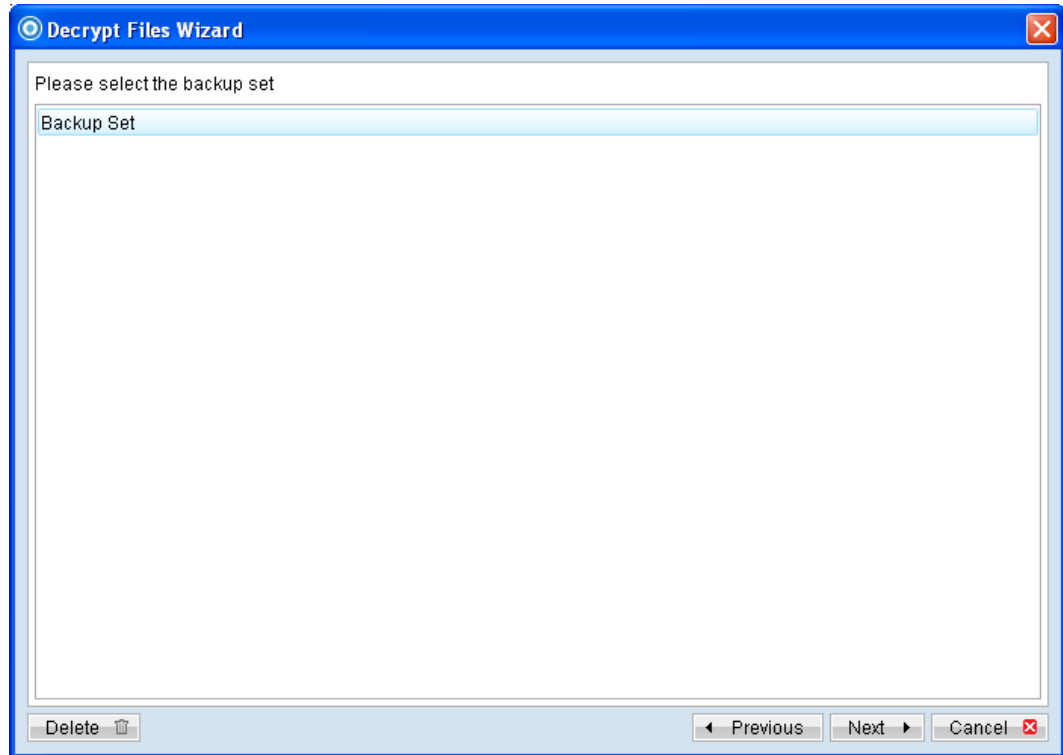 Decrypt Files Wizard
Please select the backup set
Backup Set
Delete
Previous
Next
Cancel